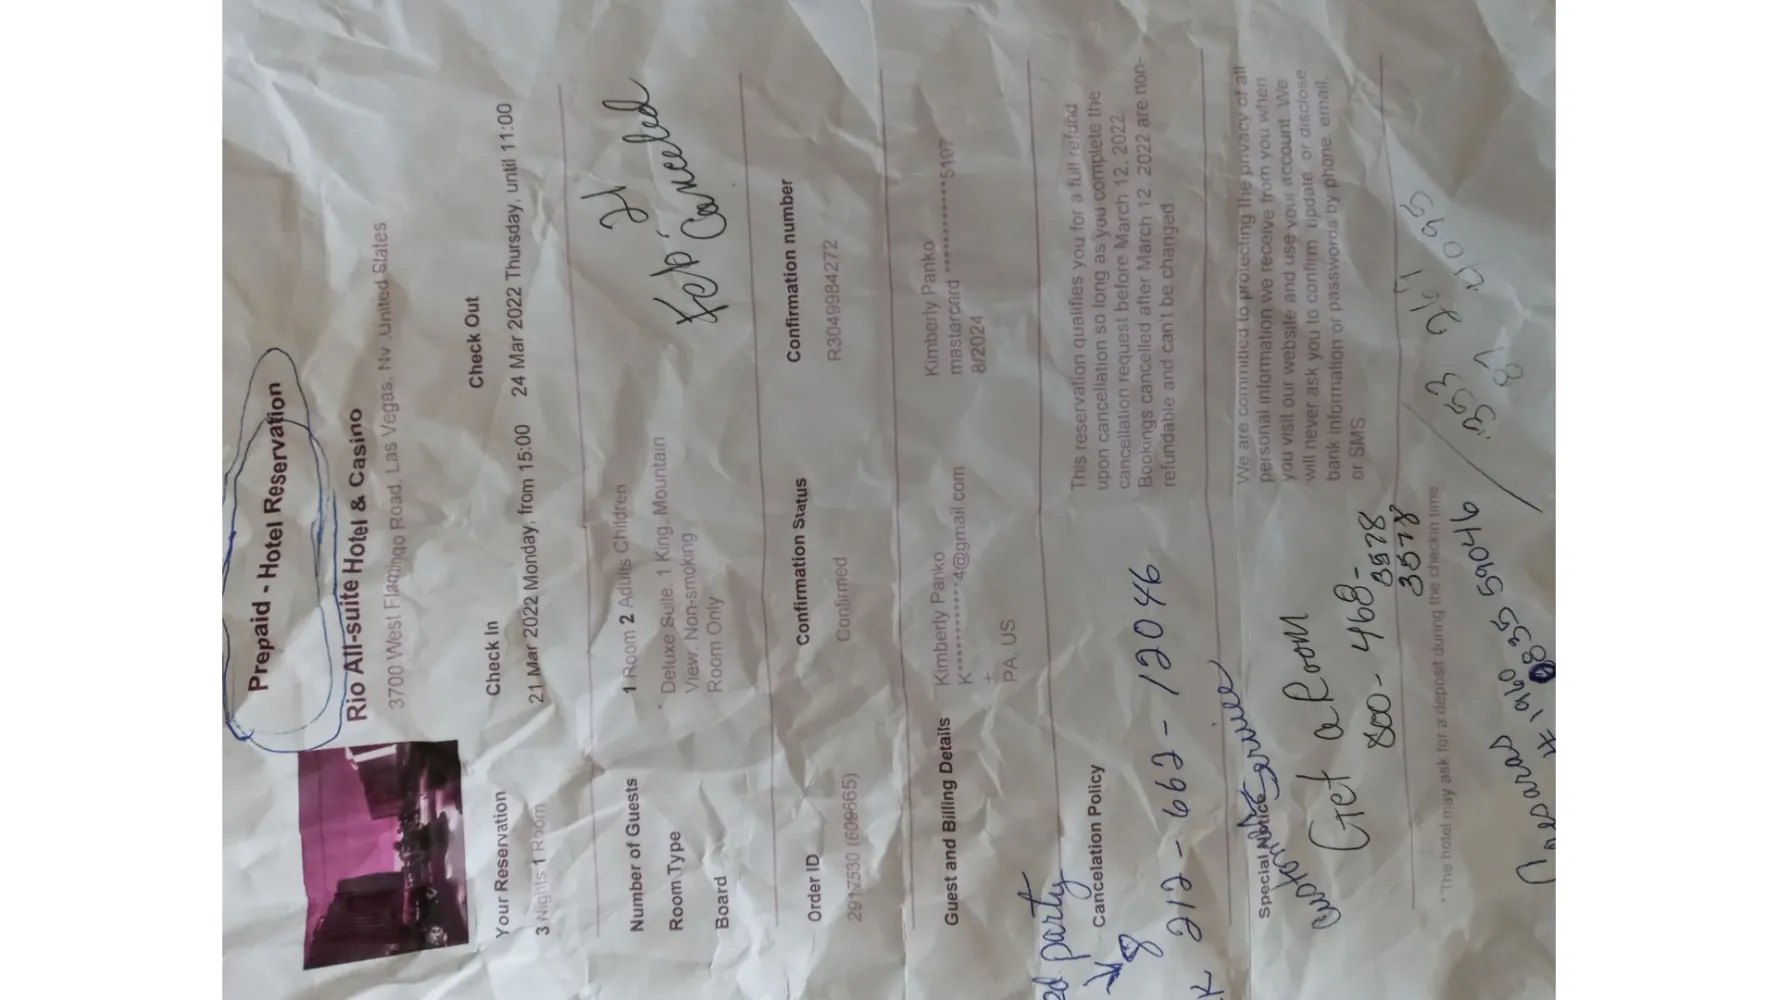 Prepaid - Hotel Reservation
Rio All-suite Hotel & Casino
3700 West Flamingo Road, Las Vegas, Nv ,United States
Your Reservation
3 Nights 1 Room
Check In
21 Mar 2022 Monday, from 15:00
Check Out
24 Mar 2022 Thursday, until 11:00
Number of Guests
1 Room 2 Adults Children
Room Type
Deluxe Suite, 1 King, Mountain
View, Non-smoking
Board
Room Only
Feb. 21
Canceled
Order ID
2917530 (609665)
Confirmation Status
Confirmed
Confirmation number
R30499984272
Guest and Billing Details
Kimberly Panko
K***********4@gmail.com
+
PA, US
Kimberly Panko
mastercard ************5107
8/2024
party
Cancelation Policy
This reservation qualifies you for a full refund
upon cancellation so long as you complete the
cancellation request before March 12, 2022.
Bookings cancelled after March 12, 2022 are non-
refundable and can't be changed
212-662-12046
Special Notice
Service
We are committed to protecting the privacy of all
personal information we receive from you when
you visit our website and use your account. We
will never ask you to confirm, update, or disclose
bank information or passwords by phone, email,
or SMS
Get a Room
800-468-
3578
3578
* The hotel may ask for a deposit during the checkin time